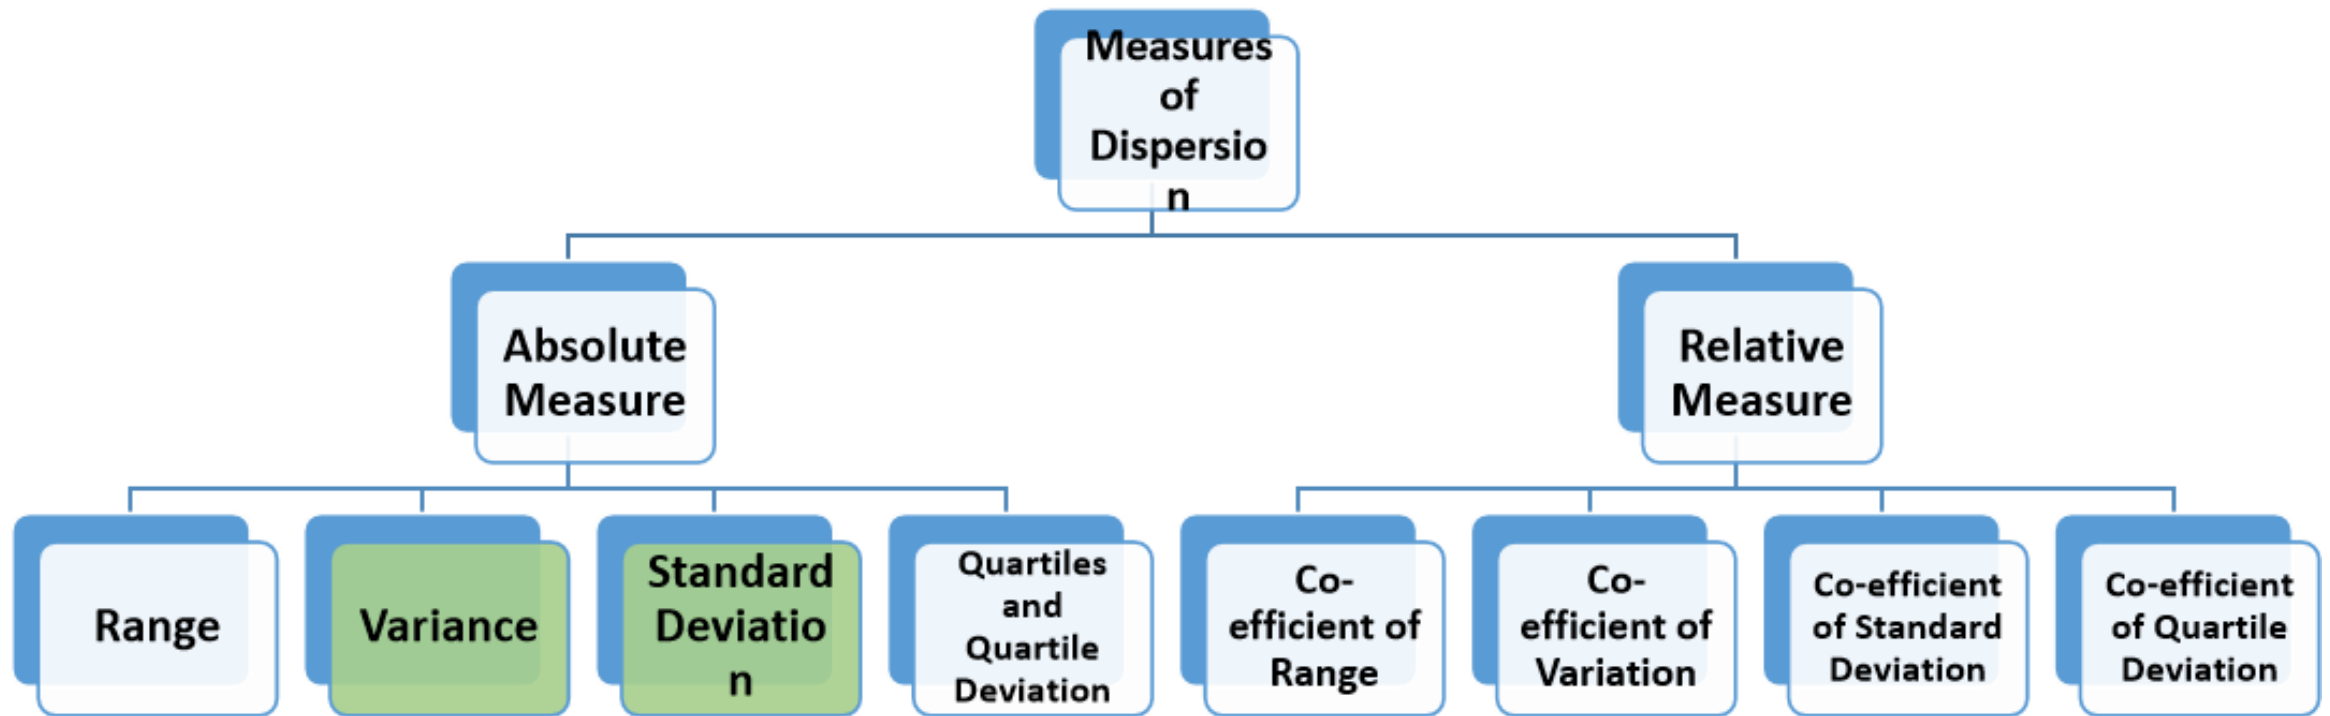 Measures
of
Dispersio
n
Absolute
Measure
Relative
Measure
Range
Variance
Standard
Deviatio
n
Quartiles
and
Quartile
Deviation
Co-
efficient of
Range
Co-
efficient of
Variation
Co-efficient
of Standard
Deviation
Co-efficient
of Quartile
Deviation